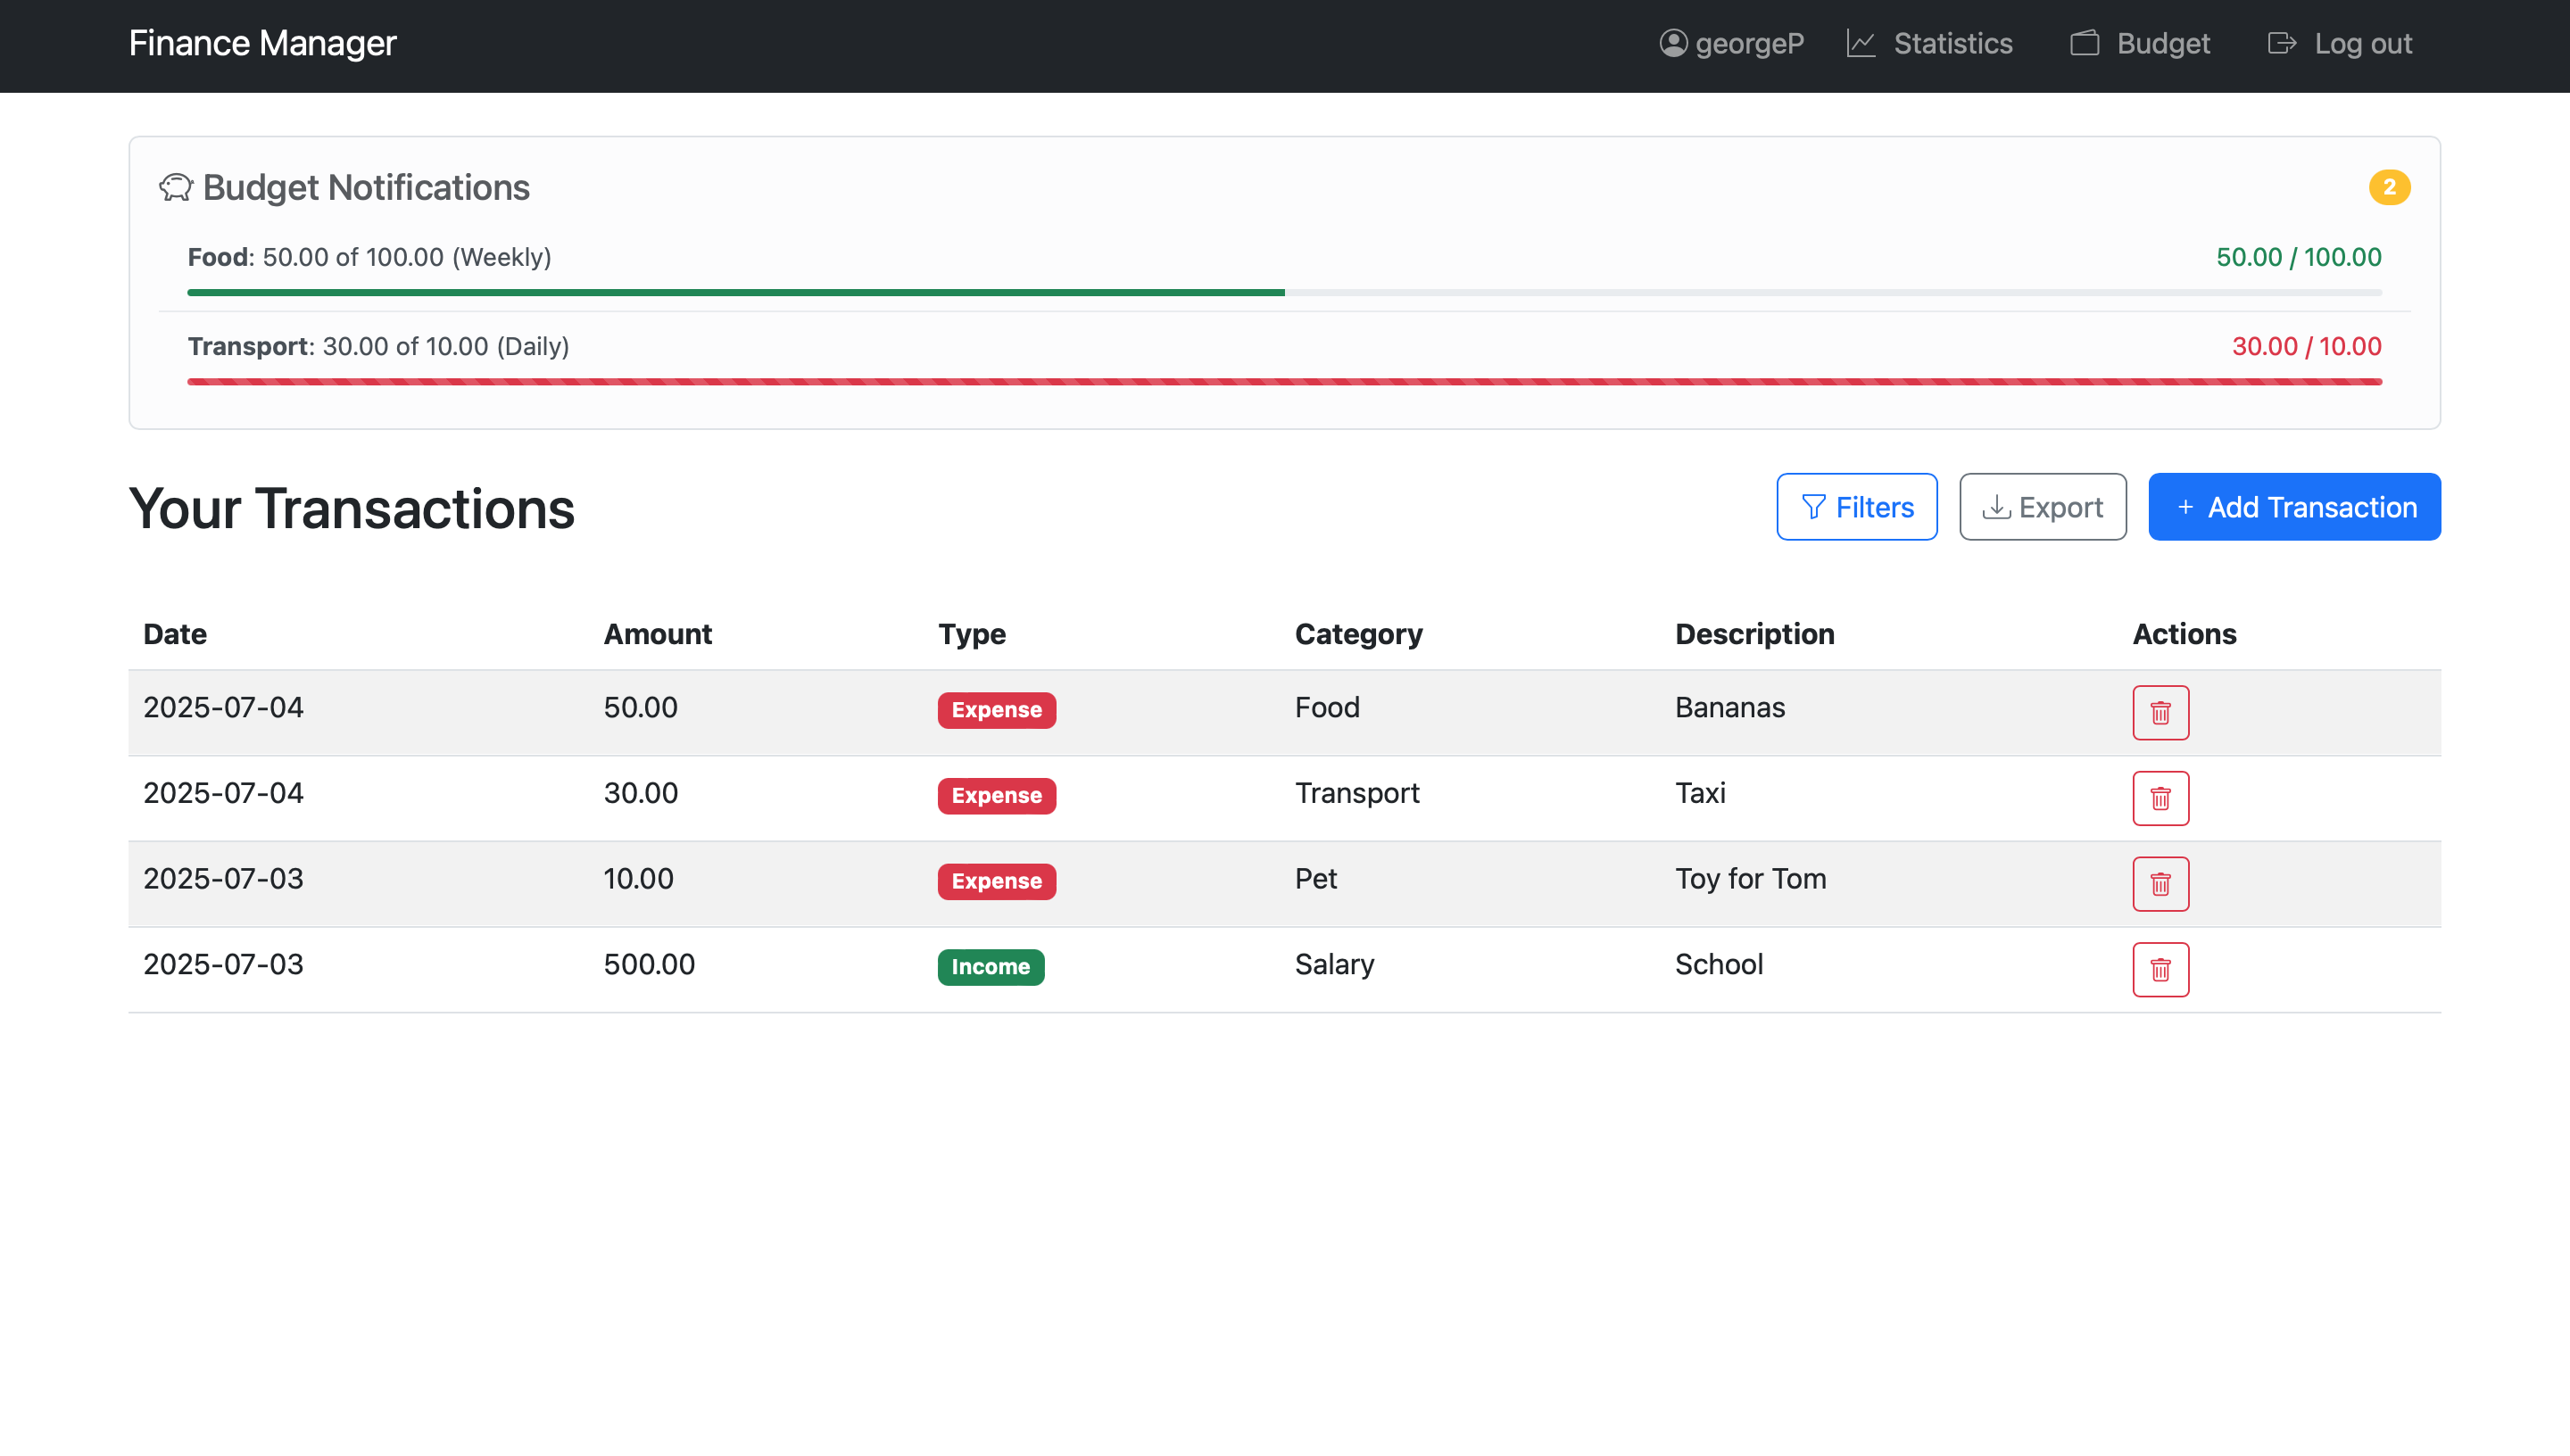 Finance Manager georgeP Statistics Budget Log out
Budget Notifications 2
Food: 50.00 of 100.00 (Weekly) 50.00 / 100.00
Transport: 30.00 of 10.00 (Daily) 30.00 / 10.00
Your Transactions Filters Export + Add Transaction
Date Amount Type Category Description Actions
2025-07-04 50.00 Expense Food Bananas
2025-07-04 30.00 Expense Transport Taxi
2025-07-03 10.00 Expense Pet Toy for Tom
2025-07-03 500.00 Income Salary School